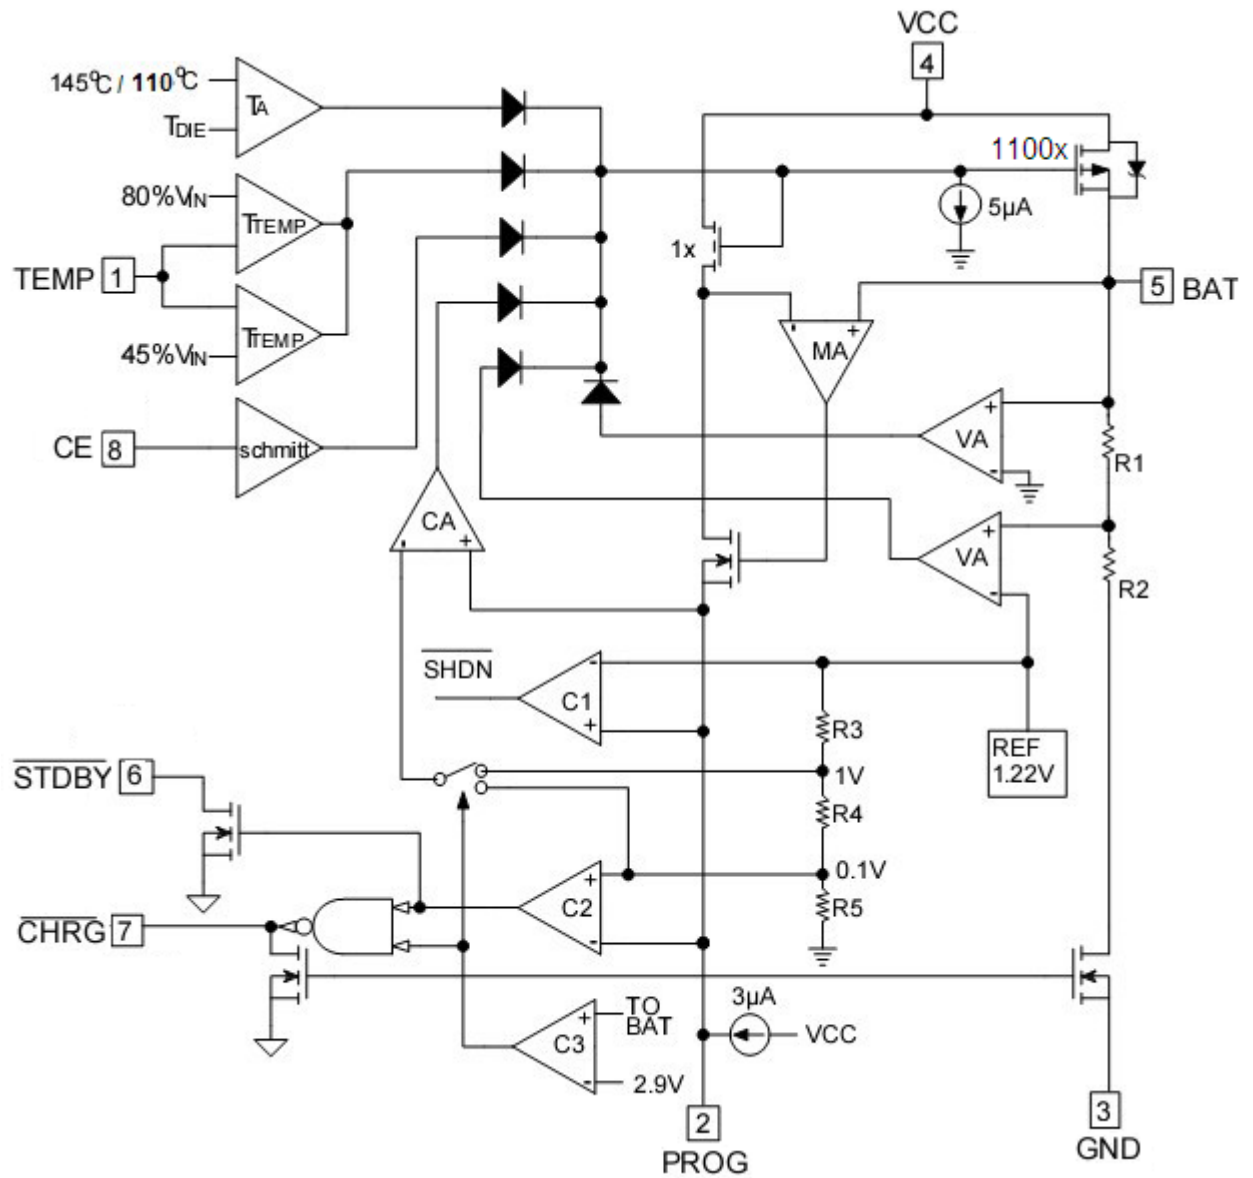 VCC
4
145°C / 110°C
TA
TDIE
1100x
80%VIN
TTEMP
5µA
1x
TEMP 1
5 BAT
TTEMP
45%VIN
MA
+
-
+
VA
-
CE 8
schmitt
R1
CA
-
+
+
VA
-
R2
SHDN
-
C1
+
R3
REF
1.22V
STDBY 6
1V
R4
+
C2
-
0.1V
R5
CHRG 7
3µA
TO
BAT
+
C3
-
VCC
2.9V
2
PROG
3
GND